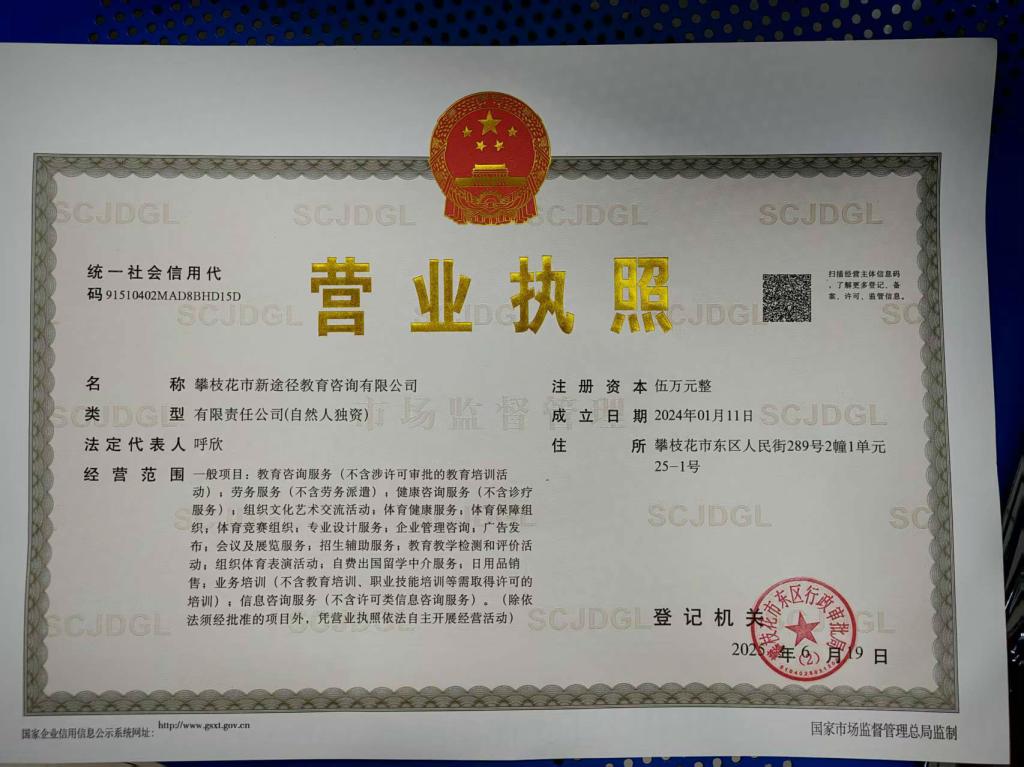 营业执照
统一社会信用代
码 91510402MAD8BHD15D
扫描经营主体信息码
，了解更多登记、备
案、许可、监管信息。
名称 攀枝花市新途径教育咨询有限公司
类型 有限责任公司(自然人独资)
法定代表人 呼欣
经营范围 一般项目：教育咨询服务（不含涉许可审批的教育培训活
动）；劳务服务（不含劳务派遣）；健康咨询服务（不含诊疗
服务）；组织文化艺术交流活动；体育健康服务；体育保障组
织；体育竞赛组织；专业设计服务；企业管理咨询；广告发
布；会议及展览服务；招生辅助服务；教育教学检测和评价活
动；组织体育表演活动；自费出国留学中介服务；日用品销
售；业务培训（不含教育培训、职业技能培训等需取得许可的
培训）；信息咨询服务（不含许可类信息咨询服务）。（除依
法须经批准的项目外，凭营业执照依法自主开展经营活动）
注册资本 伍万元整
成立日期 2024年01月11日
住所 攀枝花市东区人民街289号2幢1单元
25-1号
登记机关
攀枝花市东区行政审批局
(2)
2025年6月19日
SCJDGL
市场监督管理
国家企业信用信息公示系统网址：http://www.gsxt.gov.cn
国家市场监督管理总局监制